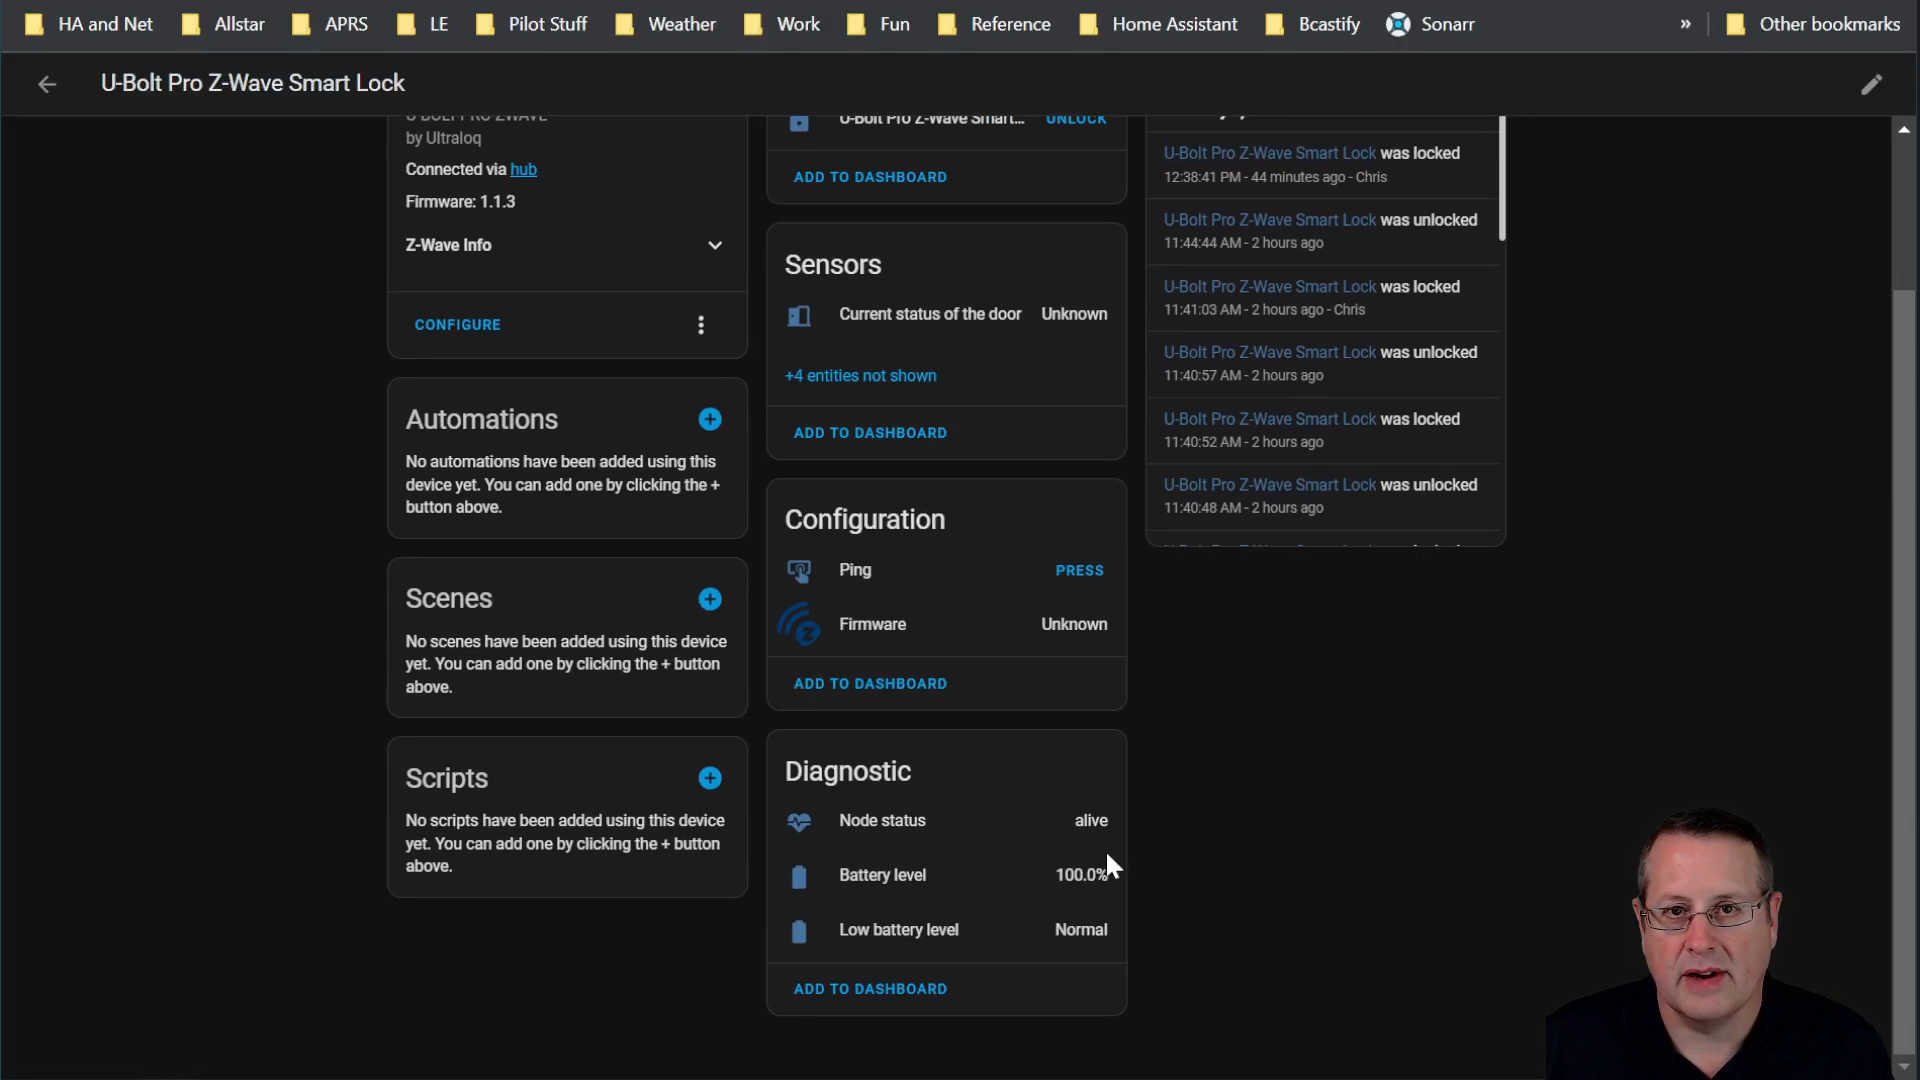 HA and Net
Allstar
APRS
LE
Pilot Stuff
Weather
Work
Fun
Reference
Home Assistant
Bcastify
Sonarr
»
Other bookmarks
U-Bolt Pro Z-Wave Smart Lock
by Ultraloq
Connected via hub
Firmware: 1.1.3
Z-Wave Info
CONFIGURE
Automations
No automations have been added using this
device yet. You can add one by clicking the +
button above.
Scenes
No scenes have been added using this device
yet. You can add one by clicking the + button
above.
Scripts
No scripts have been added using this device
yet. You can add one by clicking the + button
above.
U-Bolt Pro Z-Wave Smart... UNLOCK
ADD TO DASHBOARD
Sensors
Current status of the door Unknown
+4 entities not shown
ADD TO DASHBOARD
Configuration
Ping PRESS
Firmware Unknown
ADD TO DASHBOARD
Diagnostic
Node status alive
Battery level 100.0%
Low battery level Normal
ADD TO DASHBOARD
U-Bolt Pro Z-Wave Smart Lock was locked
12:38:41 PM - 44 minutes ago - Chris
U-Bolt Pro Z-Wave Smart Lock was unlocked
11:44:44 AM - 2 hours ago
U-Bolt Pro Z-Wave Smart Lock was locked
11:41:03 AM - 2 hours ago - Chris
U-Bolt Pro Z-Wave Smart Lock was unlocked
11:40:57 AM - 2 hours ago
U-Bolt Pro Z-Wave Smart Lock was locked
11:40:52 AM - 2 hours ago
U-Bolt Pro Z-Wave Smart Lock was unlocked
11:40:48 AM - 2 hours ago